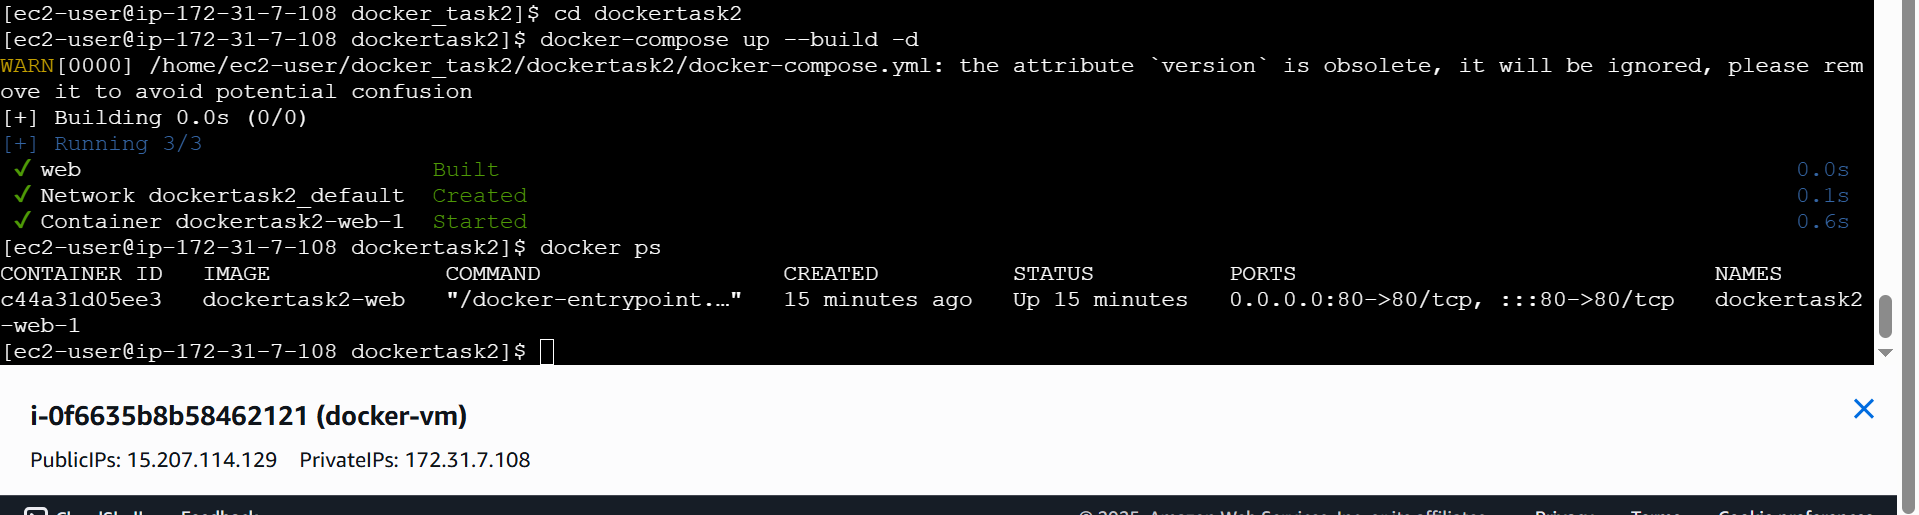 [ec2-user@ip-172-31-7-108 docker_task2]$ cd dockertask2
[ec2-user@ip-172-31-7-108 dockertask2]$ docker-compose up --build -d
WARN[0000] /home/ec2-user/docker_task2/dockertask2/docker-compose.yml: the attribute `version` is obsolete, it will be ignored, please rem
ove it to avoid potential confusion
[+] Building 0.0s (0/0)
[+] Running 3/3
✓ web Built 0.0s
✓ Network dockertask2_default Created 0.1s
✓ Container dockertask2-web-1 Started 0.6s
[ec2-user@ip-172-31-7-108 dockertask2]$ docker ps
CONTAINER ID IMAGE COMMAND CREATED STATUS PORTS NAMES
c44a31d05ee3 dockertask2-web "/docker-entrypoint.…" 15 minutes ago Up 15 minutes 0.0.0.0:80->80/tcp, :::80->80/tcp dockertask2
-web-1
[ec2-user@ip-172-31-7-108 dockertask2]$
i-0f6635b8b58462121 (docker-vm)
PublicIPs: 15.207.114.129 PrivateIPs: 172.31.7.108